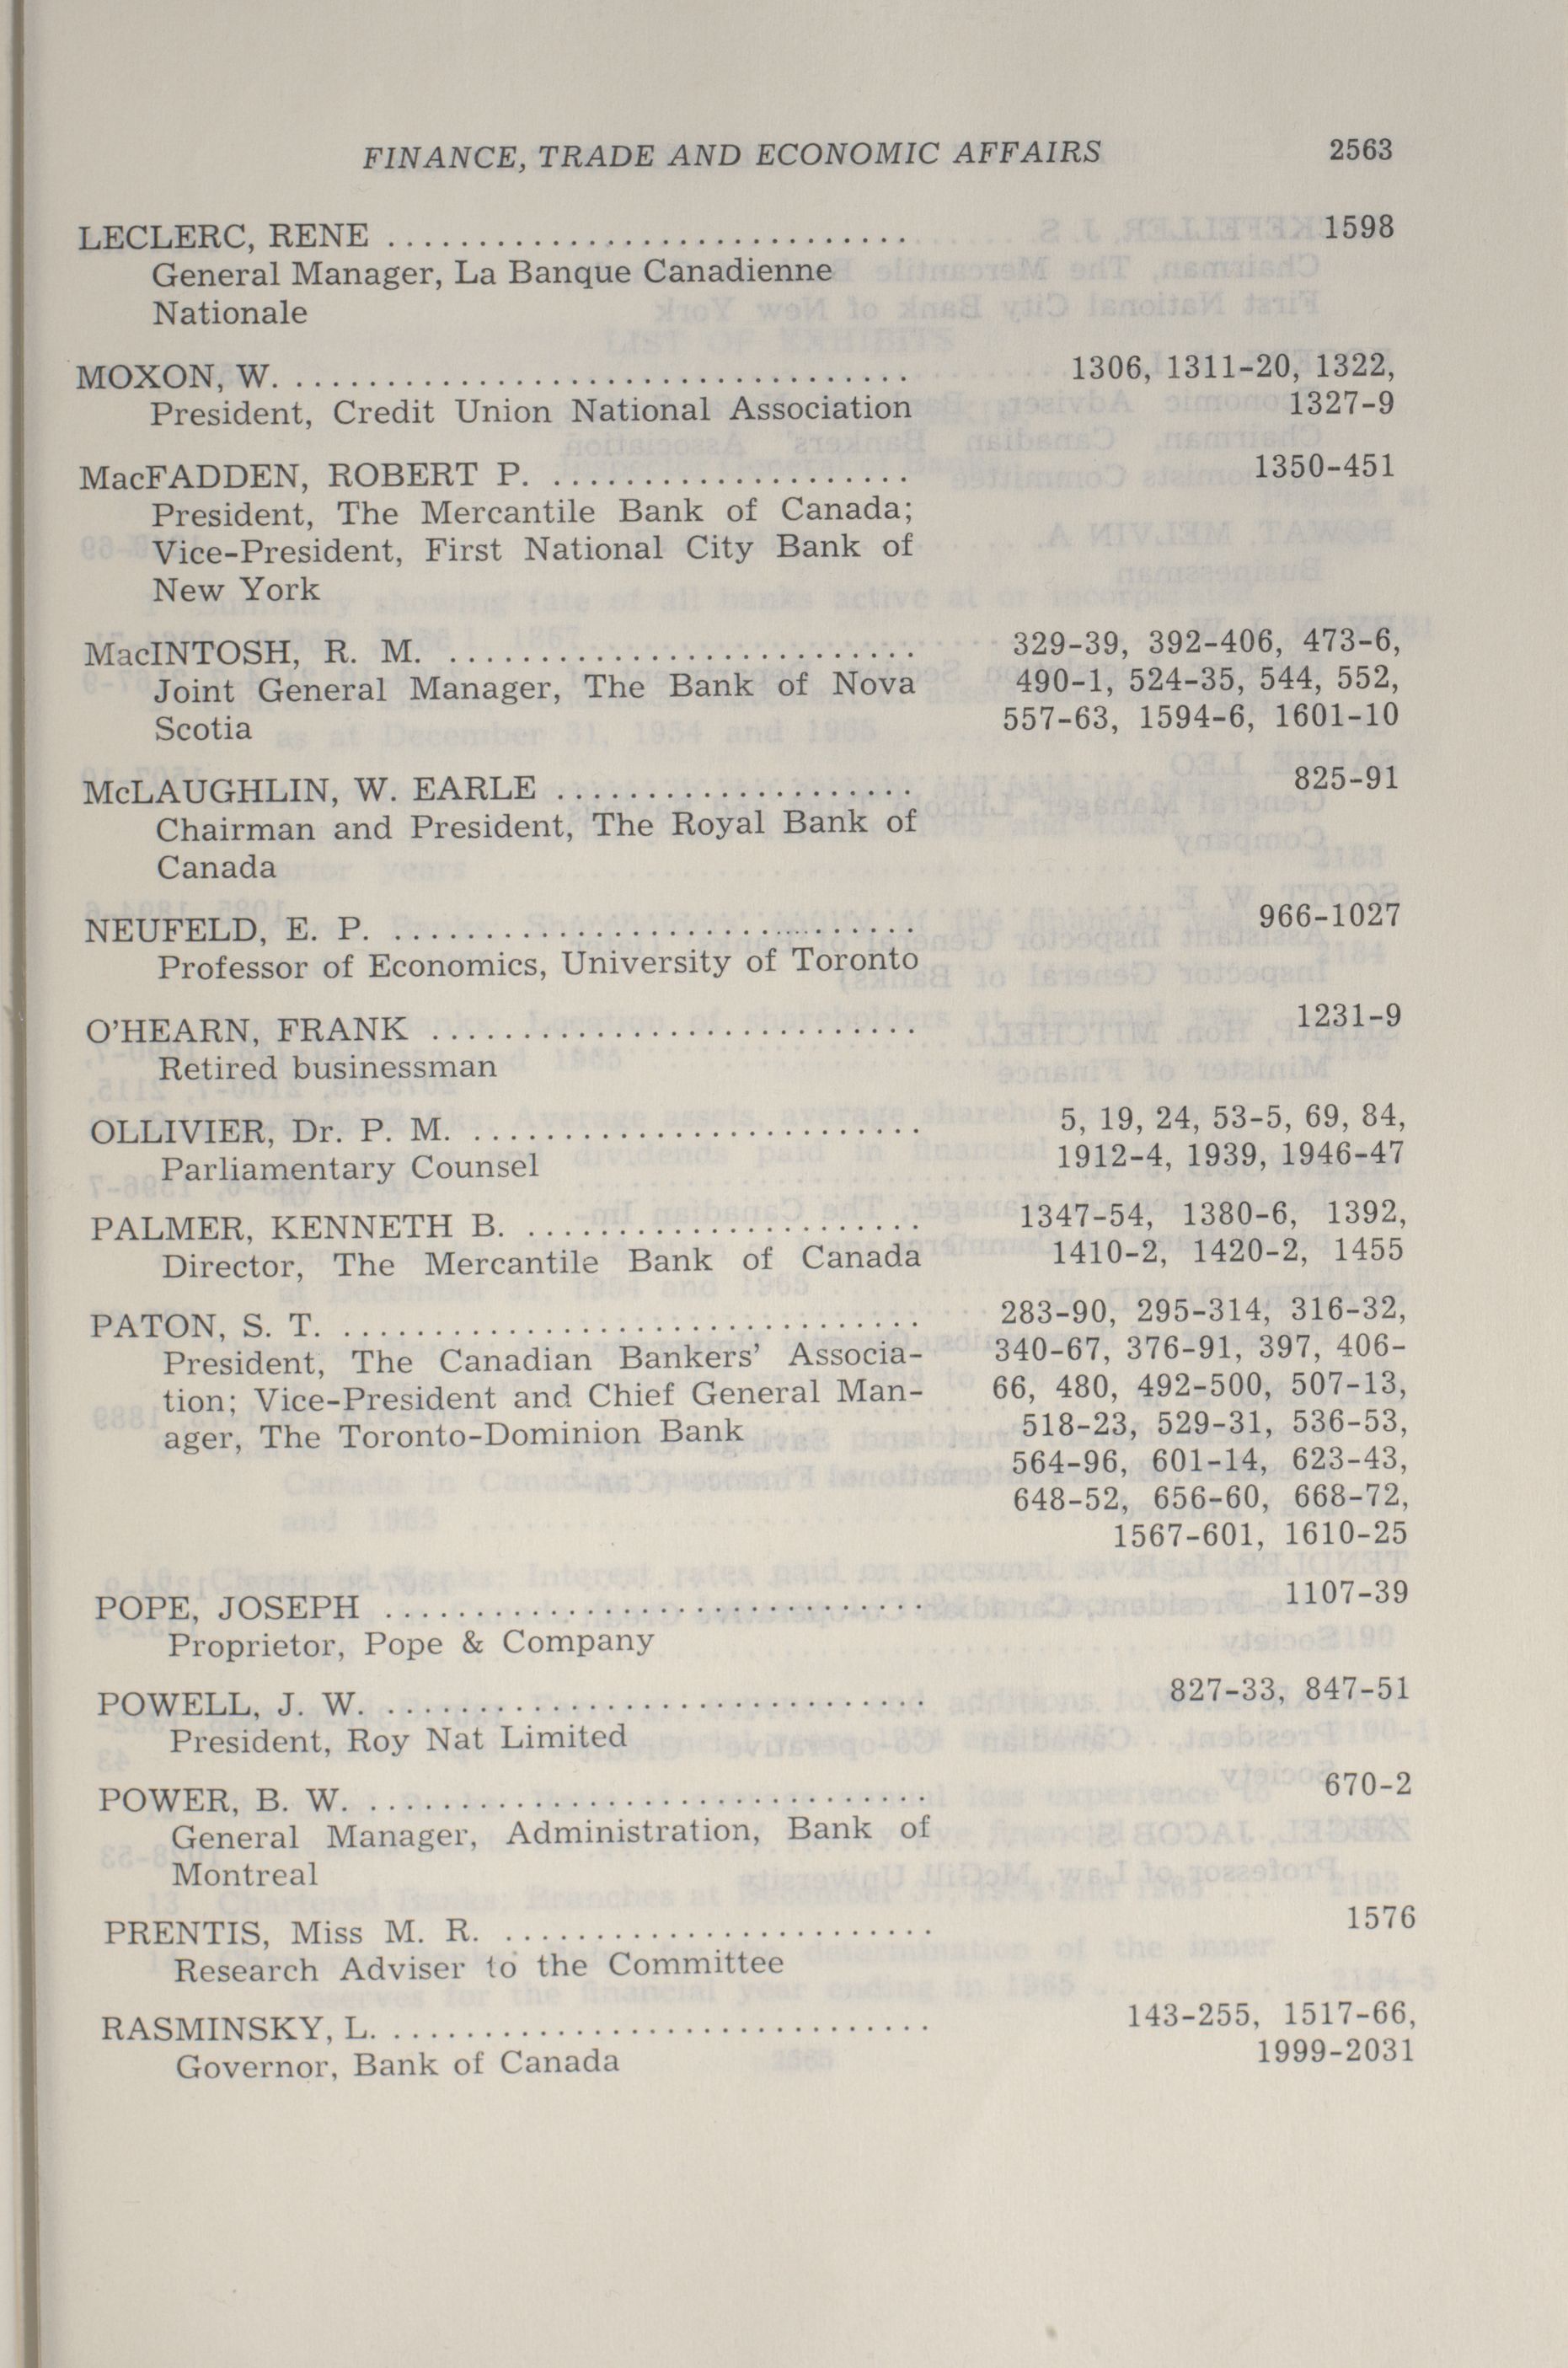 FINANCE, TRADE AND ECONOMIC AFFAIRS 2563
LECLERC, RENE ............................. 1598
General Manager, La Banque Canadienne
Nationale
MOXON, W. .................................. 1306, 1311-20, 1322,
President, Credit Union National Association 1327-9
MacFADDEN, ROBERT P. .................... 1350-451
President, The Mercantile Bank of Canada;
Vice-President, First National City Bank of
New York
MacINTOSH, R. M. .......................... 329-39, 392-406, 473-6,
Joint General Manager, The Bank of Nova 490-1, 524-35, 544, 552,
Scotia 557-63, 1594-6, 1601-10
McLAUGHLIN, W. EARLE .................... 825-91
Chairman and President, The Royal Bank of
Canada
NEUFELD, E. P. ............................. 966-1027
Professor of Economics, University of Toronto
O'HEARN, FRANK ........................... 1231-9
Retired businessman
OLLIVIER, Dr. P. M. ......................... 5, 19, 24, 53-5, 69, 84,
Parliamentary Counsel 1912-4, 1939, 1946-47
PALMER, KENNETH B. ...................... 1347-54, 1380-6, 1392,
Director, The Mercantile Bank of Canada 1410-2, 1420-2, 1455
PATON, S. T. ................................ 283-90, 295-314, 316-32,
President, The Canadian Bankers' Associa- 340-67, 376-91, 397, 406-
tion; Vice-President and Chief General Man- 66, 480, 492-500, 507-13,
ager, The Toronto-Dominion Bank 518-23, 529-31, 536-53,
564-96, 601-14, 623-43,
648-52, 656-60, 668-72,
1567-601, 1610-25
POPE, JOSEPH .............................. 1107-39
Proprietor, Pope & Company
POWELL, J. W. .............................. 827-33, 847-51
President, Roy Nat Limited
POWER, B. W. ............................... 670-2
General Manager, Administration, Bank of
Montreal
PRENTIS, Miss M. R. ........................ 1576
Research Adviser to the Committee
RASMINSKY, L. .............................. 143-255, 1517-66,
Governor, Bank of Canada 1999-2031